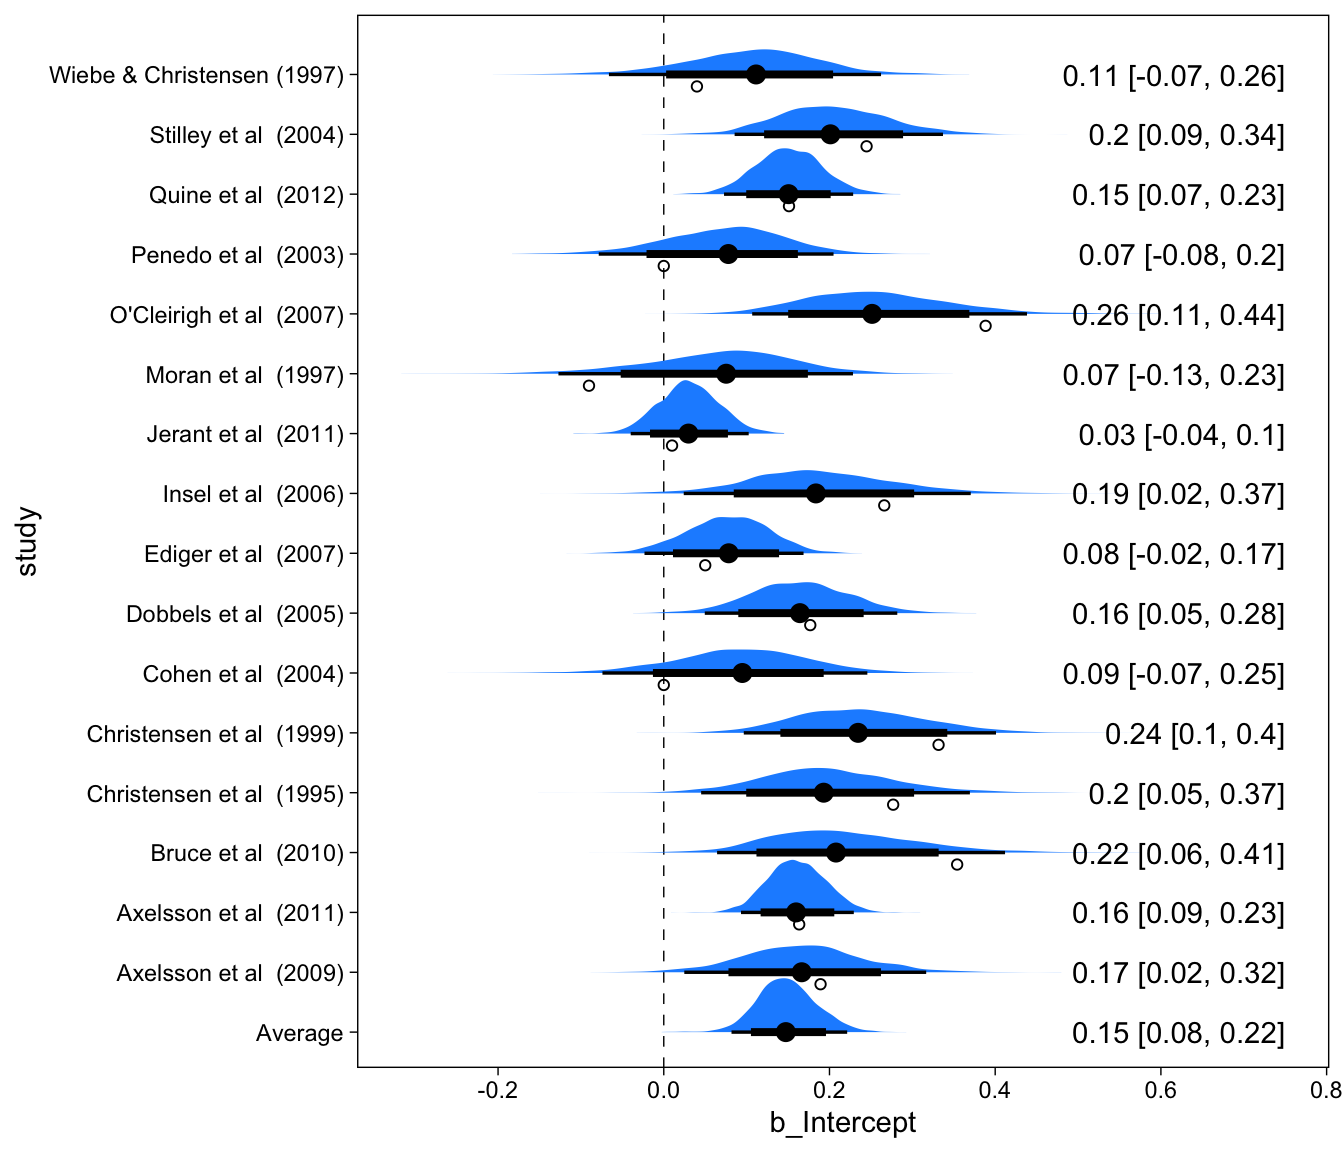 study
Wiebe & Christensen (1997) 0.11 [-0.07, 0.26]
Stilley et al (2004) 0.2 [0.09, 0.34]
Quine et al (2012) 0.15 [0.07, 0.23]
Penedo et al (2003) 0.07 [-0.08, 0.2]
O'Cleirigh et al (2007) 0.26 [0.11, 0.44]
Moran et al (1997) 0.07 [-0.13, 0.23]
Jerant et al (2011) 0.03 [-0.04, 0.1]
Insel et al (2006) 0.19 [0.02, 0.37]
Ediger et al (2007) 0.08 [-0.02, 0.17]
Dobbels et al (2005) 0.16 [0.05, 0.28]
Cohen et al (2004) 0.09 [-0.07, 0.25]
Christensen et al (1999) 0.24 [0.1, 0.4]
Christensen et al (1995) 0.2 [0.05, 0.37]
Bruce et al (2010) 0.22 [0.06, 0.41]
Axelsson et al (2011) 0.16 [0.09, 0.23]
Axelsson et al (2009) 0.17 [0.02, 0.32]
Average 0.15 [0.08, 0.22]
-0.2 0.0 0.2 0.4 0.6 0.8
b_Intercept